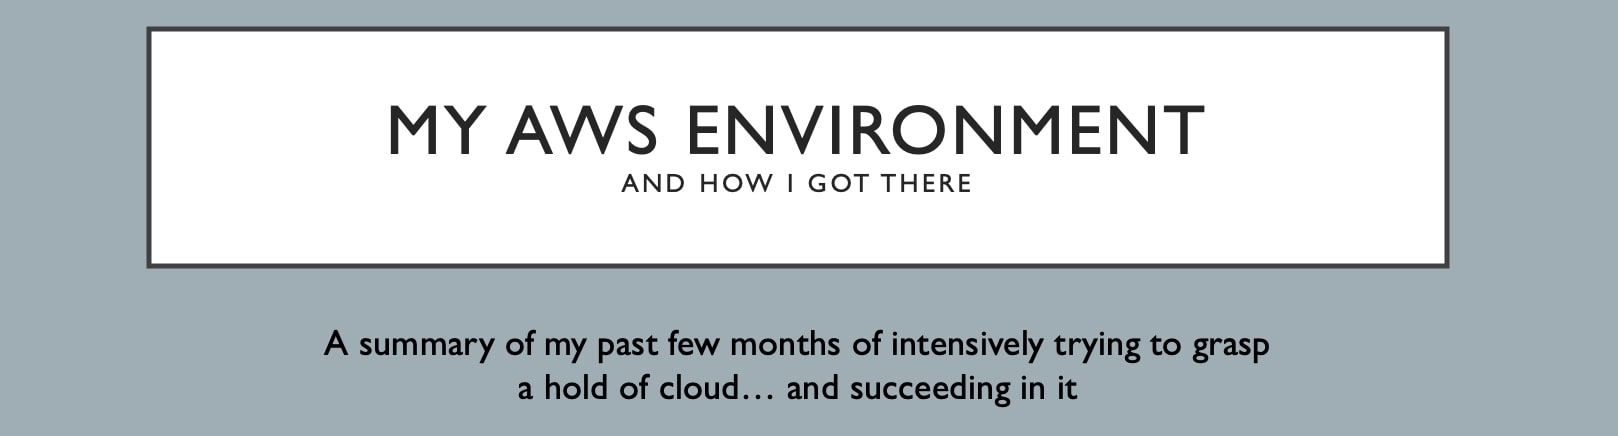 MY AWS ENVIRONMENT
AND HOW I GOT THERE
A summary of my past few months of intensively trying to grasp
a hold of cloud… and succeeding in it